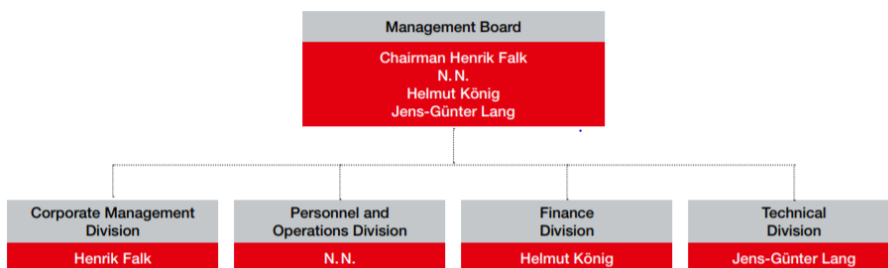 Management Board
Chairman Henrik Falk
N. N.
Helmut König
Jens-Günter Lang
Corporate Management
Division
Henrik Falk
Personnel and
Operations Division
N. N.
Finance
Division
Helmut König
Technical
Division
Jens-Günter Lang